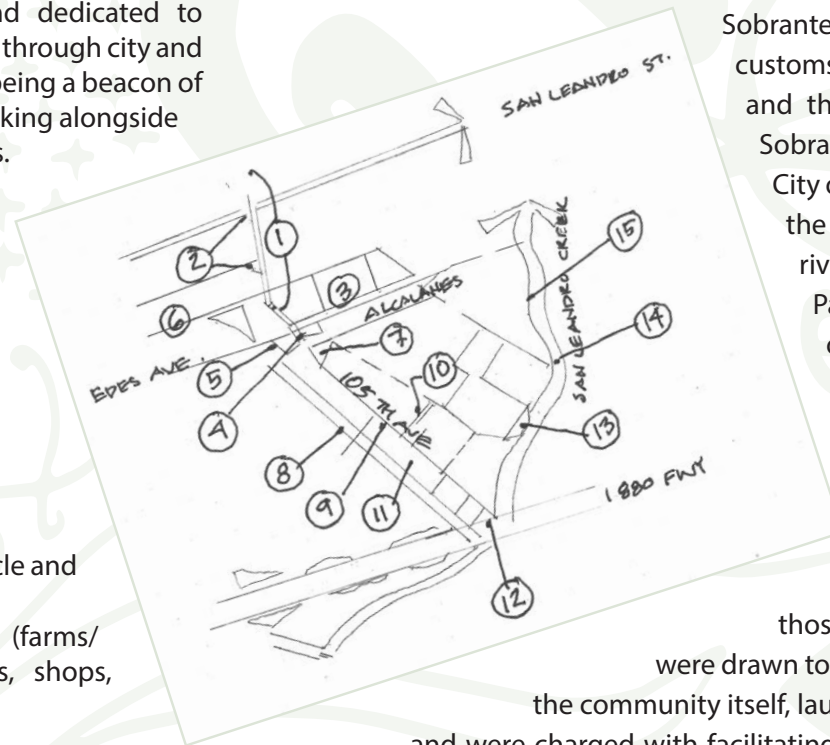 nd dedicated to
through city and
being a beacon of
king alongside
s.
cle and
(farms/
s, shops,
SAN LEANDRO ST.
1
2
3
ALCALANES
6
EDES AVE.
5
4
7
10
105TH AVE
8
9
11
12
13
14
15
SAN LEANDRO CREEK
I 880 FWY
Sobrante
customs
and th
Sobra
City o
the
riv
Pa
thos
were drawn to
the community itself, lau
and were charged with facilitating